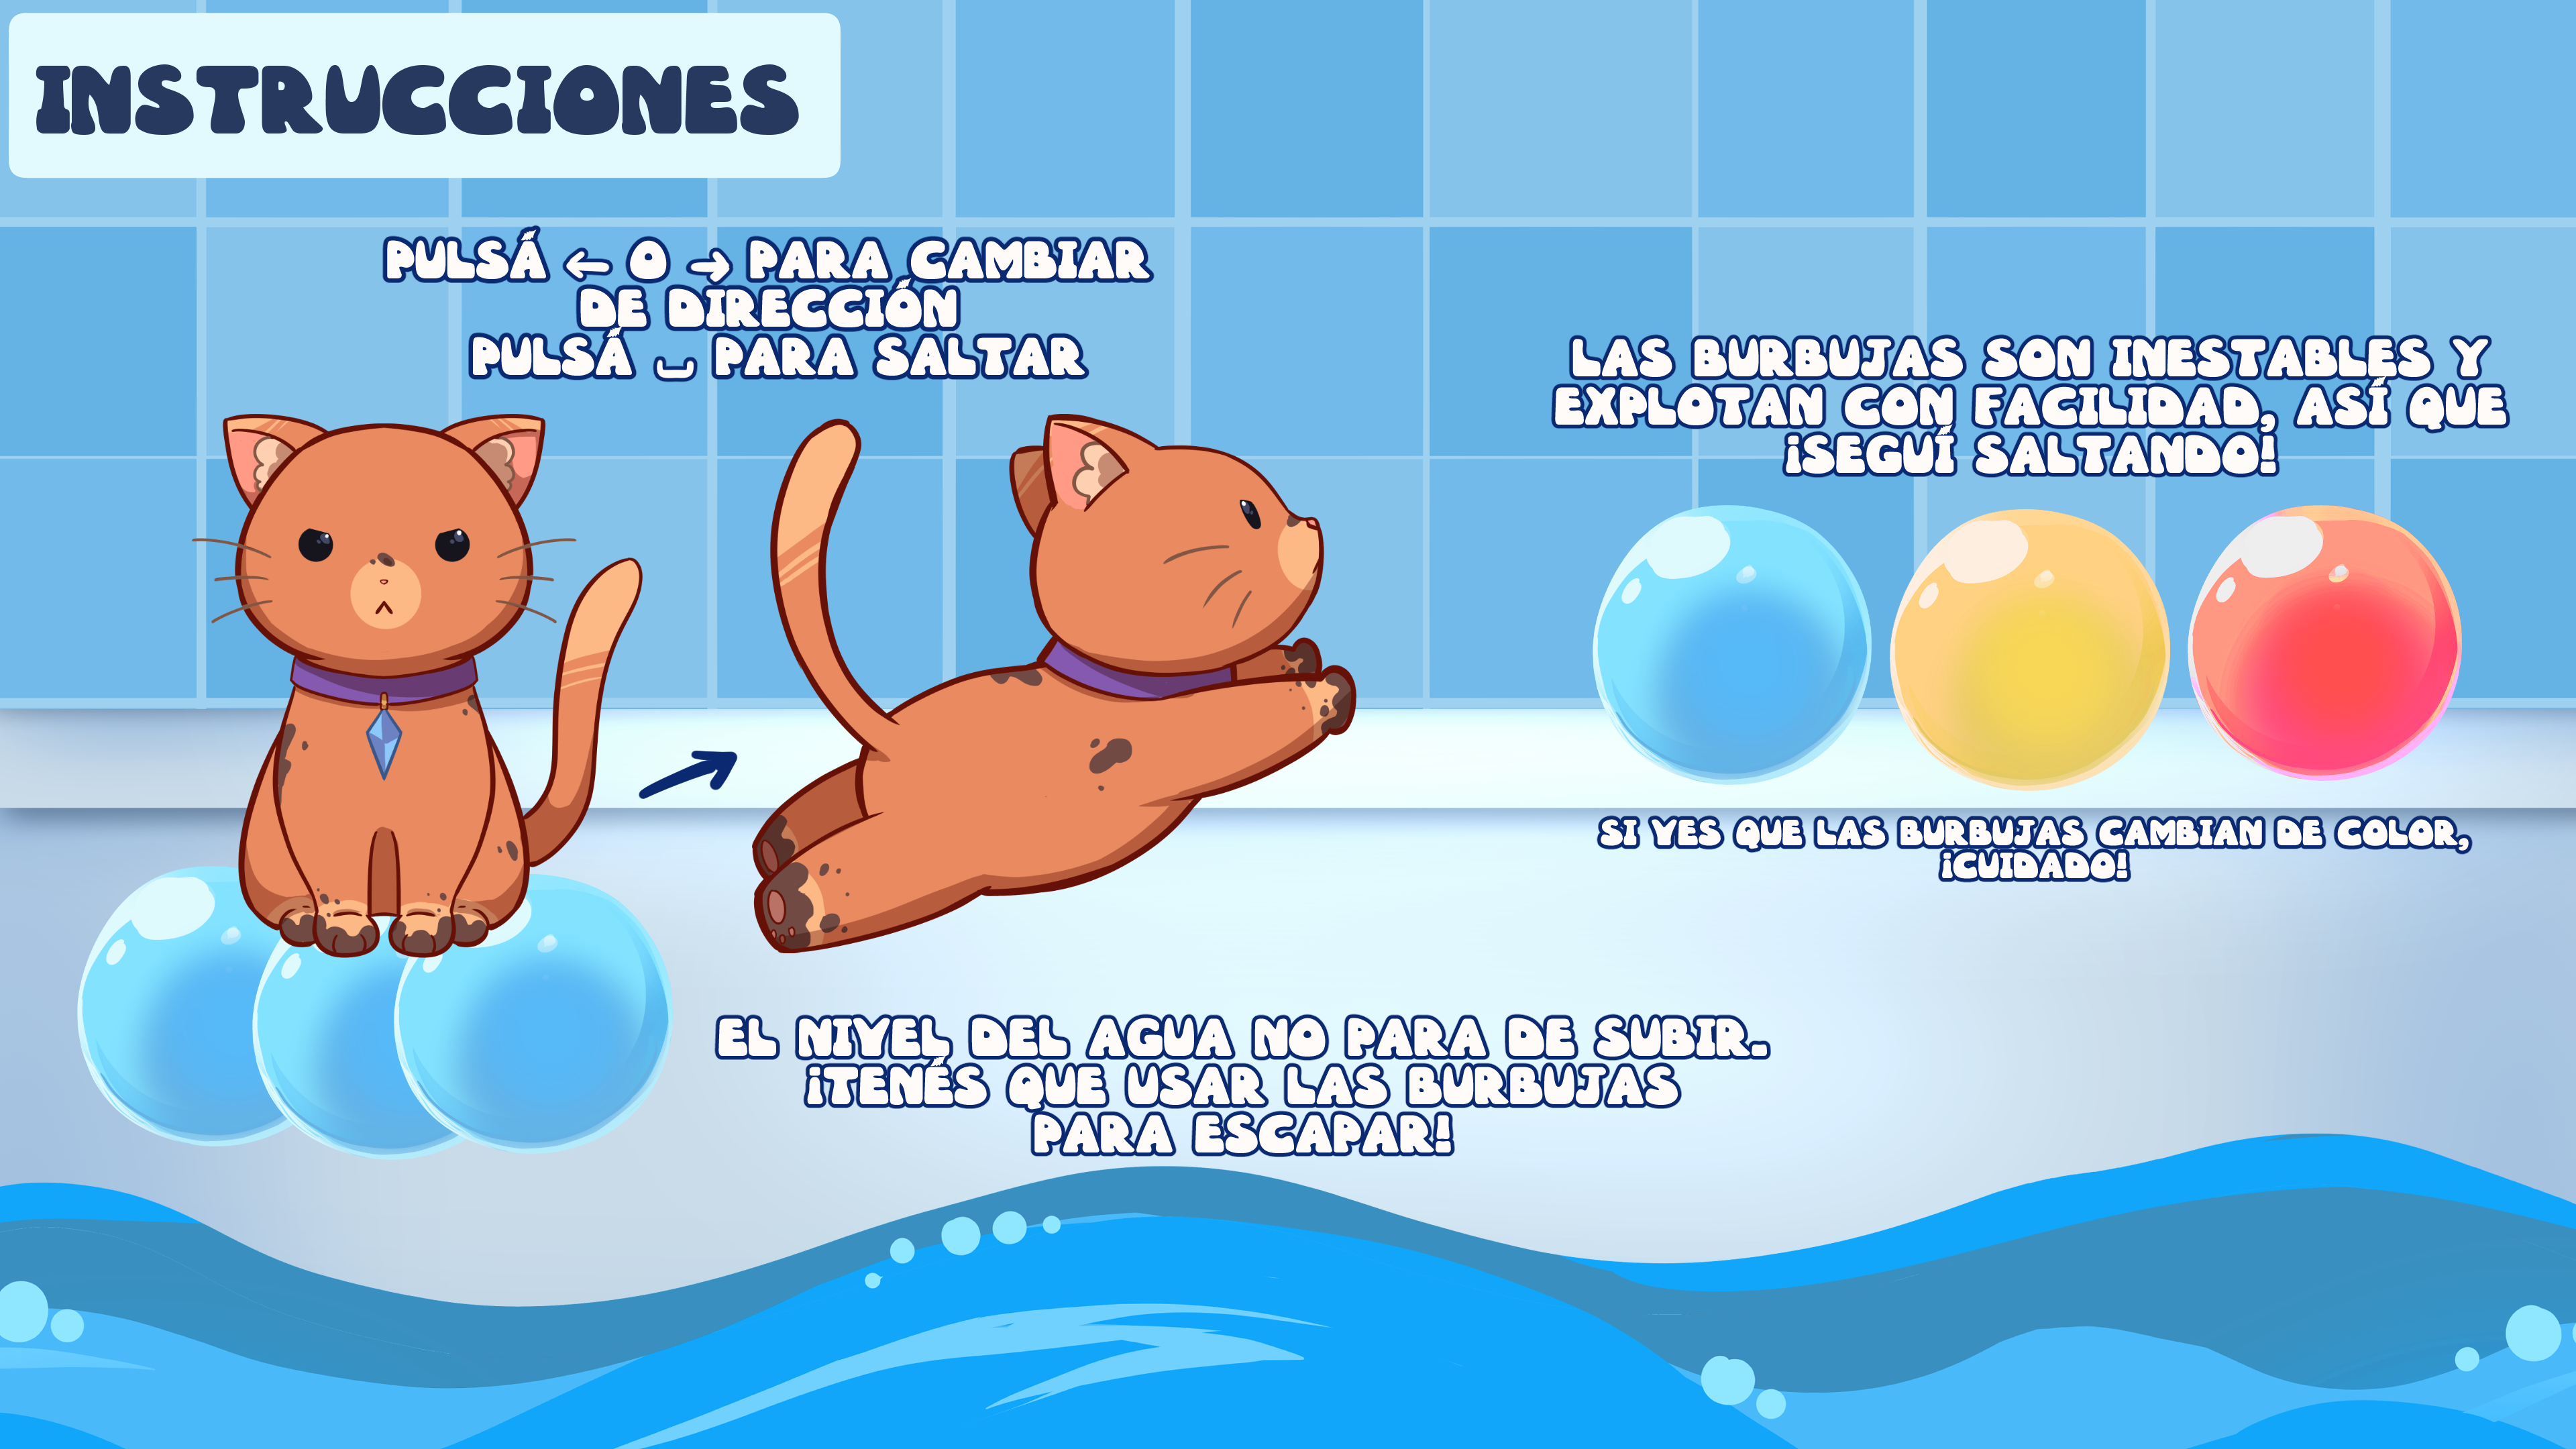 INSTRUCCIONES
PULSÁ ← O → PARA CAMBIAR
DE DIRECCIÓN
PULSÁ ⎵ PARA SALTAR
LAS BURBUJAS SON INESTABLES Y
EXPLOTAN CON FACILIDAD, ASÍ QUE
¡SEGUÍ SALTANDO!
SI VES QUE LAS BURBUJAS CAMBIAN DE COLOR,
¡CUIDADO!
EL NIVEL DEL AGUA NO PARA DE SUBIR.
¡TENÉS QUE USAR LAS BURBUJAS
PARA ESCAPAR!